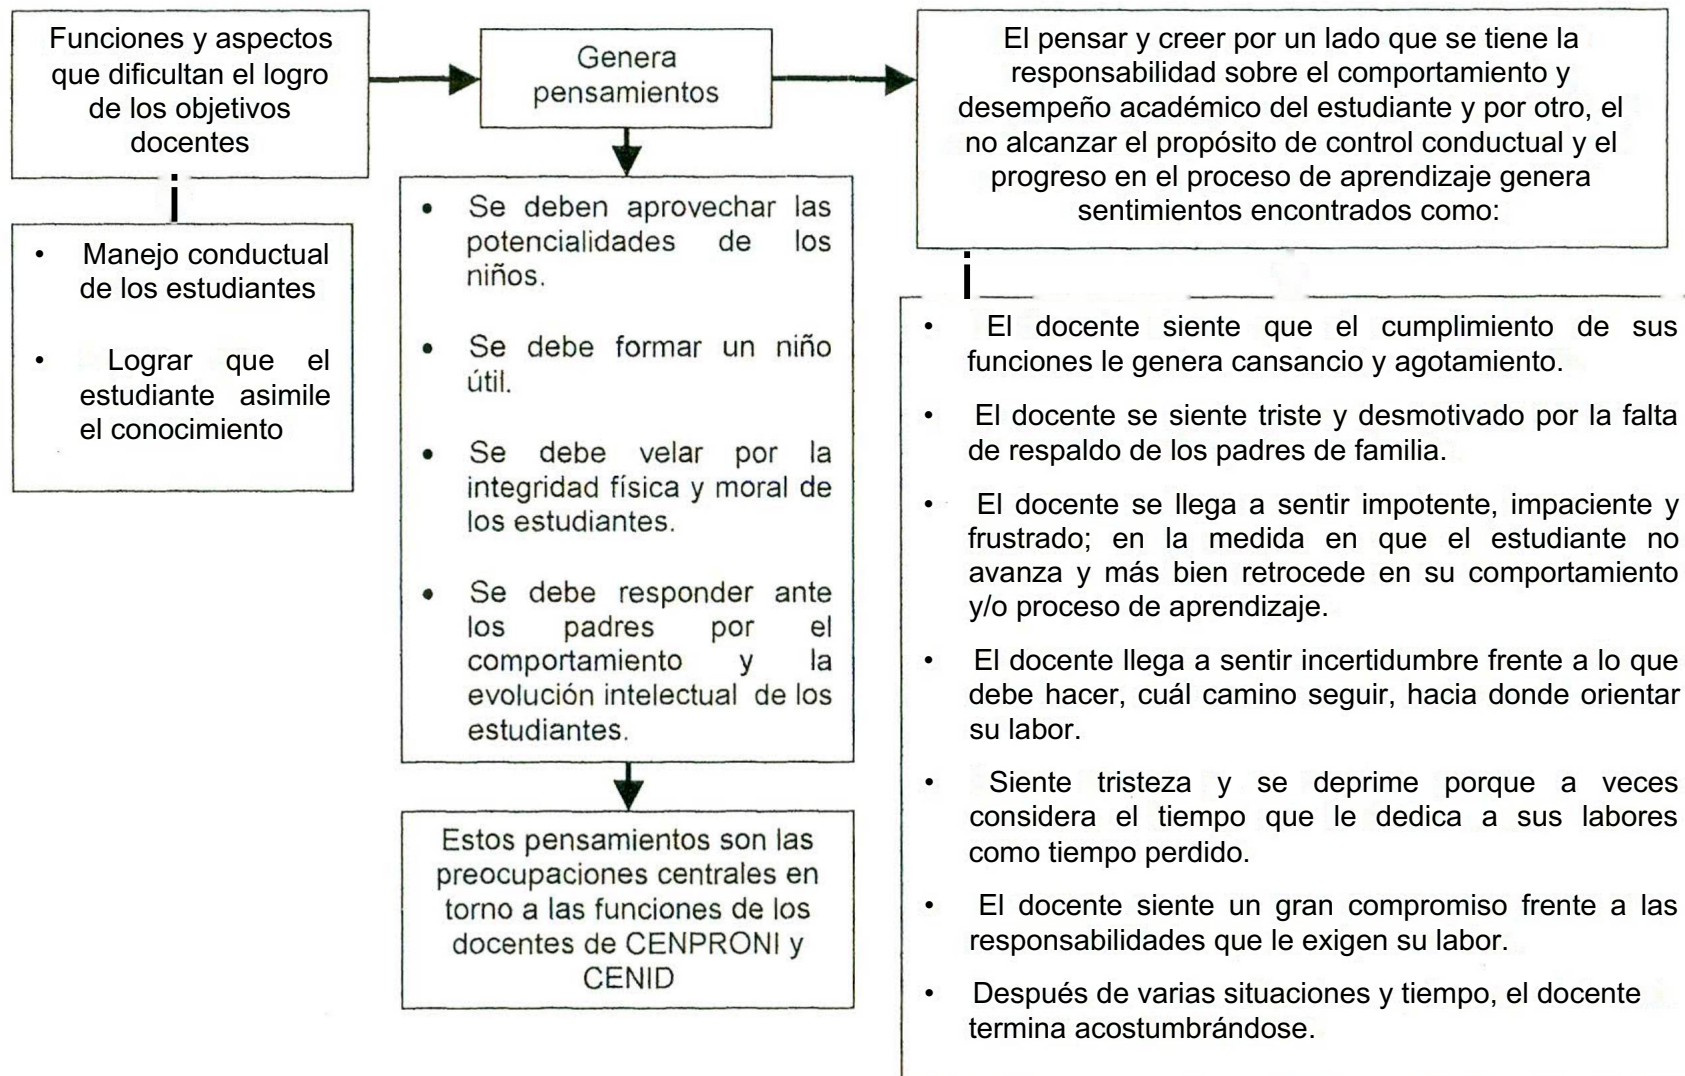 Funciones y aspectos
que dificultan el logro
de los objetivos
docentes
• Manejo conductual
de los estudiantes
• Lograr que el
estudiante asimile
el conocimiento
Genera
pensamientos
• Se deben aprovechar las
potencialidades de los
niños.
• Se debe formar un niño
útil.
• Se debe velar por la
integridad física y moral de
los estudiantes.
• Se debe responder ante
los padres por el
comportamiento y la
evolución intelectual de los
estudiantes.
Estos pensamientos son las
preocupaciones centrales en
torno a las funciones de los
docentes de CENPRONI y
CENID
El pensar y creer por un lado que se tiene la
responsabilidad sobre el comportamiento y
desempeño académico del estudiante y por otro, el
no alcanzar el propósito de control conductual y el
progreso en el proceso de aprendizaje genera
sentimientos encontrados como:
• El docente siente que el cumplimiento de sus
funciones le genera cansancio y agotamiento.
• El docente se siente triste y desmotivado por la falta
de respaldo de los padres de familia.
• El docente se llega a sentir impotente, impaciente y
frustrado; en la medida en que el estudiante no
avanza y más bien retrocede en su comportamiento
y/o proceso de aprendizaje.
• El docente llega a sentir incertidumbre frente a lo que
debe hacer, cuál camino seguir, hacia donde orientar
su labor.
• Siente tristeza y se deprime porque a veces
considera el tiempo que le dedica a sus labores
como tiempo perdido.
• El docente siente un gran compromiso frente a las
responsabilidades que le exigen su labor.
• Después de varias situaciones y tiempo, el docente
termina acostumbrándose.